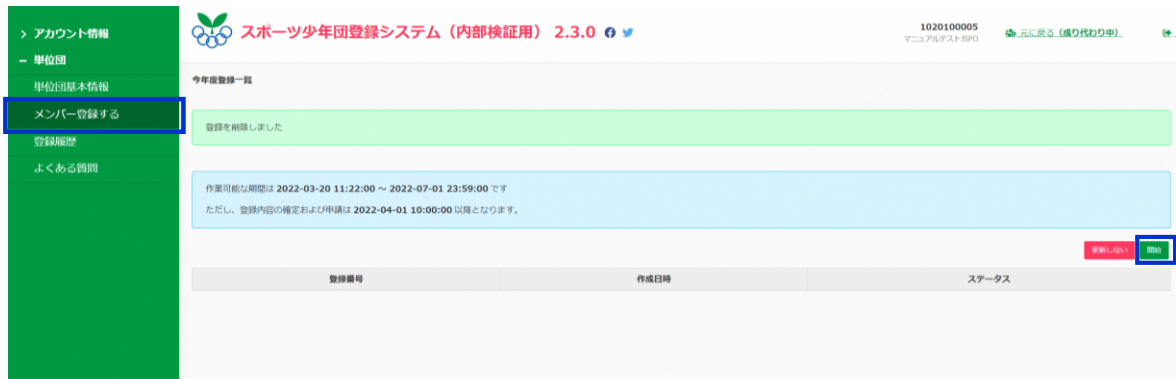 > アカウント情報
− 単位団
単位団基本情報
メンバー登録する
登録履歴
よくある質問
スポーツ少年団登録システム（内部検証用） 2.3.0
1020100005
マニュアルテストJSPO
元に戻る（成り代わり中）
今年度登録一覧
登録を削除しました
作業可能な期間は 2022-03-20 11:22:00 ～ 2022-07-01 23:59:00 です
ただし、登録内容の確定および申請は 2022-04-01 10:00:00 以降となります。
更新しない 開始
登録番号 作成日時 ステータス